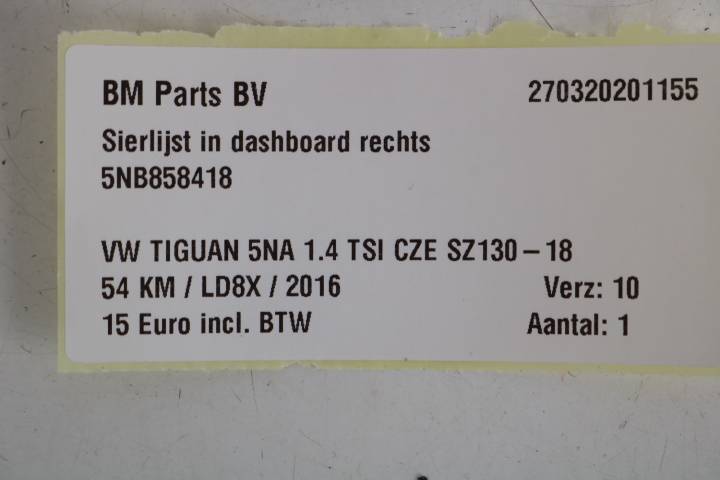 BM Parts BV 270320201155
Sierlijst in dashboard rechts
5NB858418
VW TIGUAN 5NA 1.4 TSI CZE SZ130 – 18
54 KM / LD8X / 2016 Verz: 10
15 Euro incl. BTW Aantal: 1